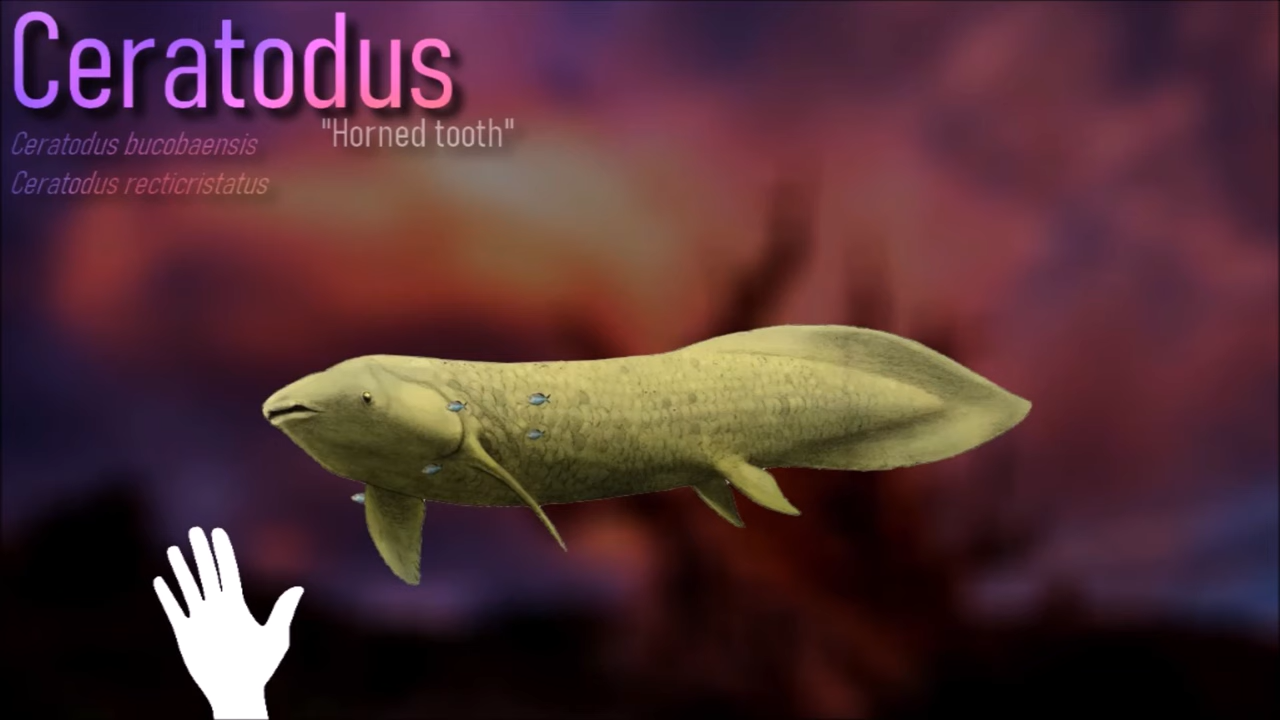 Ceratodus
"Horned tooth"
Ceratodus bucobaensis
Ceratodus recticristatus